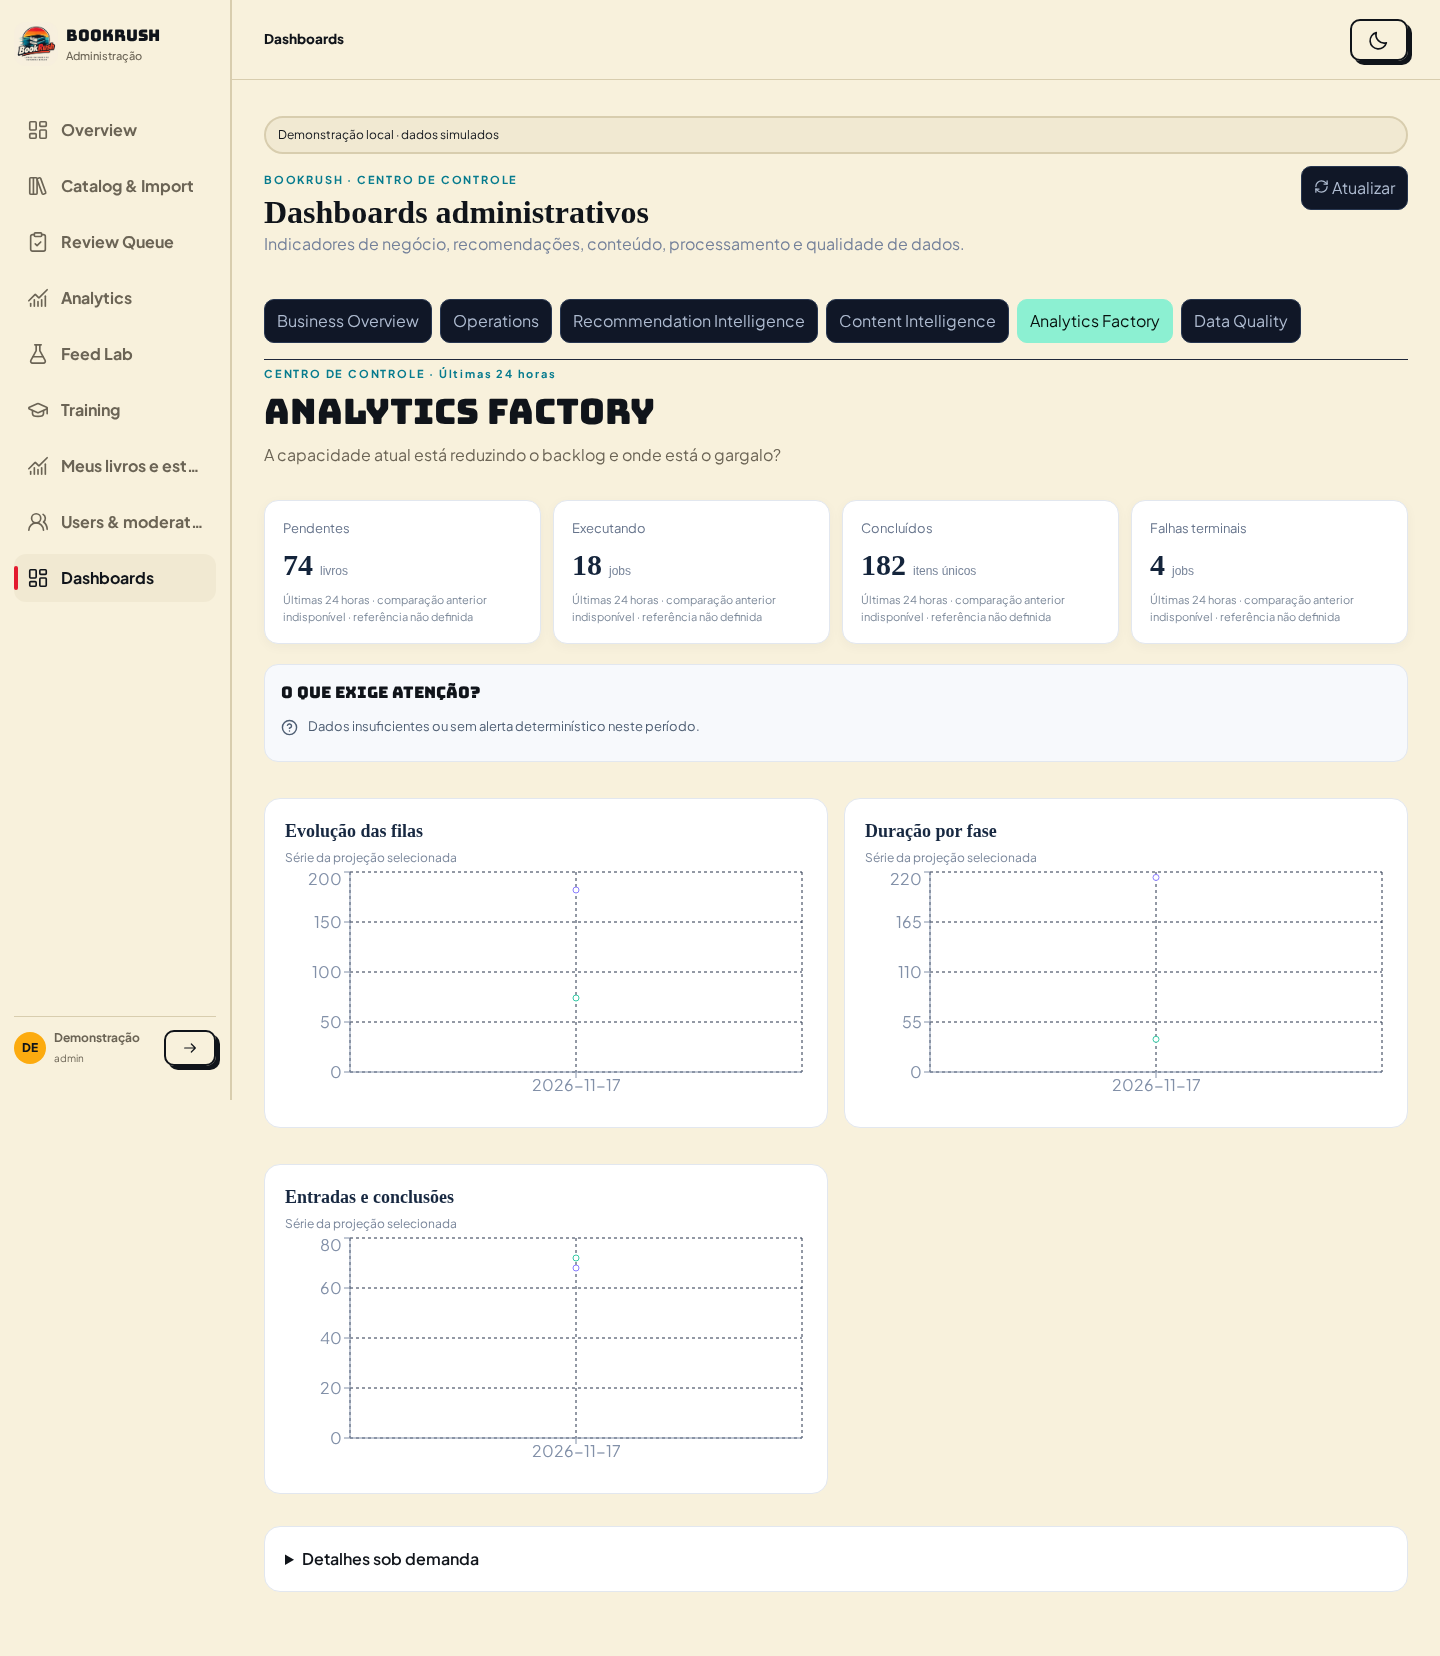 BOOKRUSH
Administração
Overview
Catalog & Import
Review Queue
Analytics
Feed Lab
Training
Meus livros e est…
Users & moderat…
Dashboards
DE
Demonstração
admin
Dashboards
Demonstração local · dados simulados
BOOKRUSH · CENTRO DE CONTROLE
Dashboards administrativos
Indicadores de negócio, recomendações, conteúdo, processamento e qualidade de dados.
Atualizar
Business Overview
Operations
Recommendation Intelligence
Content Intelligence
Analytics Factory
Data Quality
CENTRO DE CONTROLE · Últimas 24 horas
ANALYTICS FACTORY
A capacidade atual está reduzindo o backlog e onde está o gargalo?
Pendentes
74 livros
Últimas 24 horas · comparação anterior
indisponível · referência não definida
Executando
18 jobs
Últimas 24 horas · comparação anterior
indisponível · referência não definida
Concluídos
182 itens únicos
Últimas 24 horas · comparação anterior
indisponível · referência não definida
Falhas terminais
4 jobs
Últimas 24 horas · comparação anterior
indisponível · referência não definida
O QUE EXIGE ATENÇÃO?
Dados insuficientes ou sem alerta determinístico neste período.
Evolução das filas
Série da projeção selecionada
200
150
100
50
0
2026-11-17
Duração por fase
Série da projeção selecionada
220
165
110
55
0
2026-11-17
Entradas e conclusões
Série da projeção selecionada
80
60
40
20
0
2026-11-17
Detalhes sob demanda